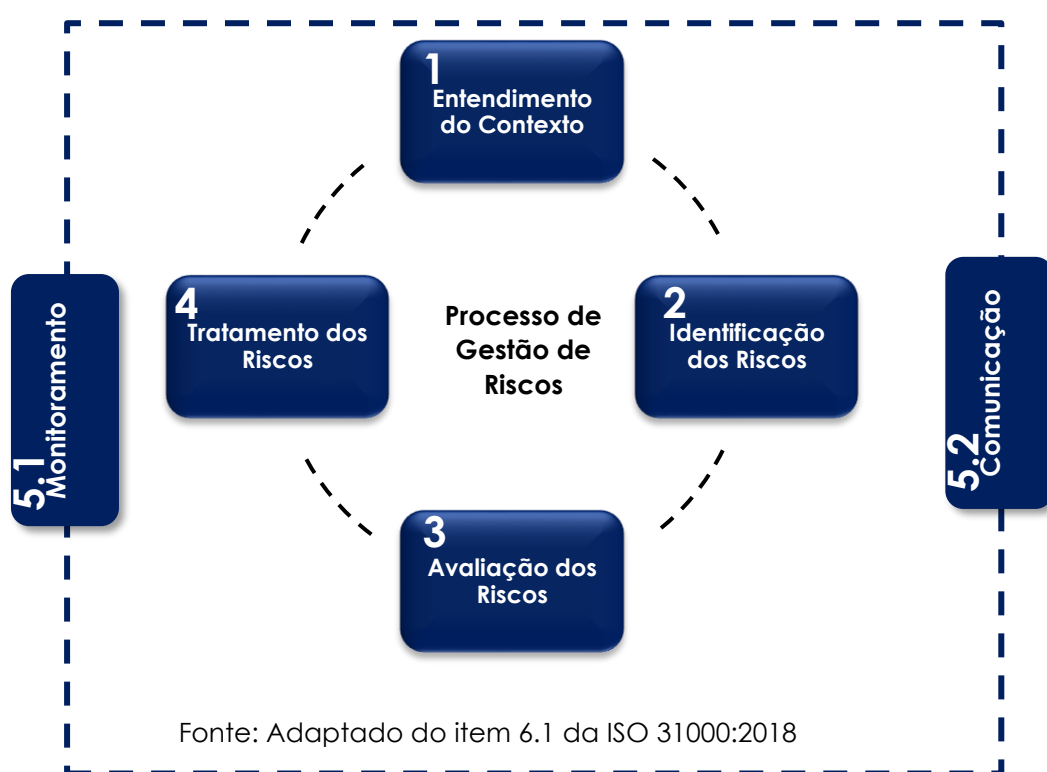 1
Entendimento
do Contexto
4
Tratamento dos
Riscos
Processo de
Gestão de
Riscos
2
Identificação
dos Riscos
5.1
Monitoramento
5.2
Comunicação
3
Avaliação dos
Riscos
Fonte: Adaptado do item 6.1 da ISO 31000:2018